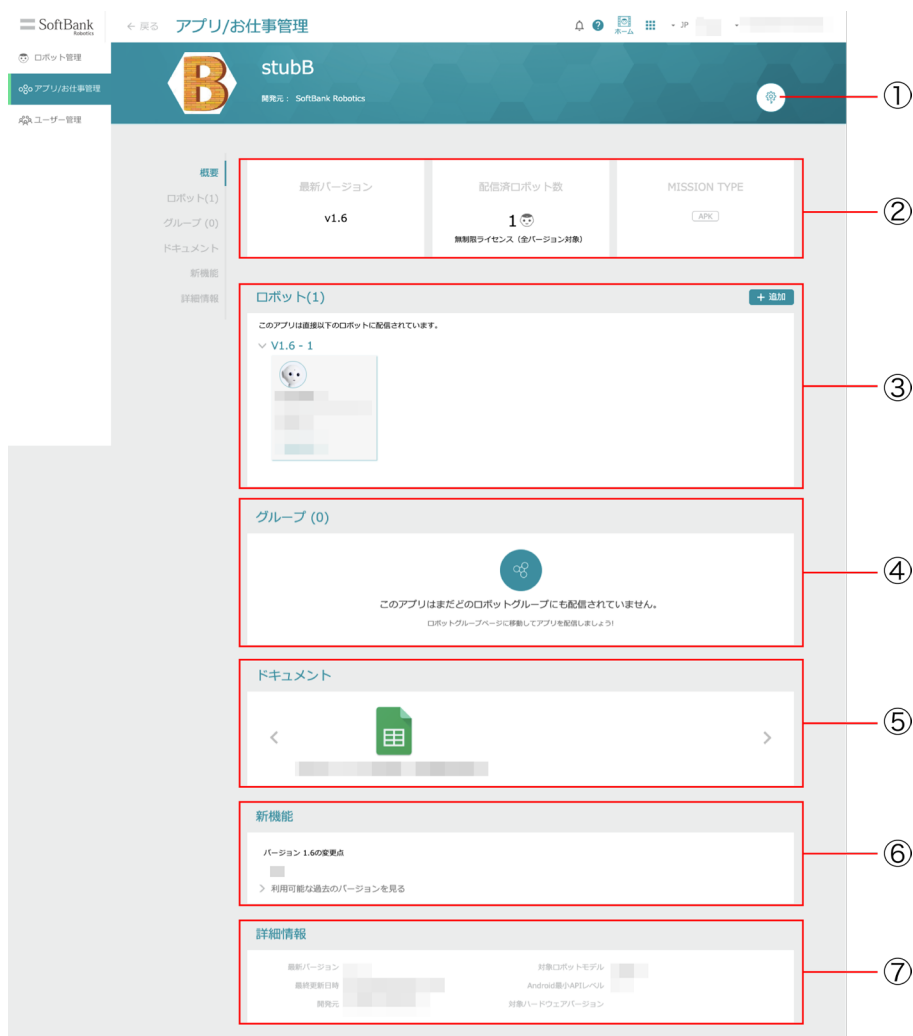 SoftBank
Robotics
← 戻る アプリ/お仕事管理
ホーム
JP
ロボット管理
アプリ/お仕事管理
ユーザー管理
B
stubB
開発元： SoftBank Robotics
①
概要
ロボット(1)
グループ (0)
ドキュメント
新機能
詳細情報
最新バージョン
v1.6
配信済ロボット数
1
無制限ライセンス（全バージョン対象）
MISSION TYPE
APK
②
ロボット(1)
+ 追加
このアプリは直接以下のロボットに配信されています。
V1.6 - 1
③
グループ (0)
このアプリはまだどのロボットグループにも配信されていません。
ロボットグループページに移動してアプリを配信しましょう!
④
ドキュメント
⑤
新機能
バージョン 1.6の変更点
利用可能な過去のバージョンを見る
⑥
詳細情報
最新バージョン
対象ロボットモデル
最終更新日時
Android最小APIレベル
開発元
対象ハードウェアバージョン
⑦